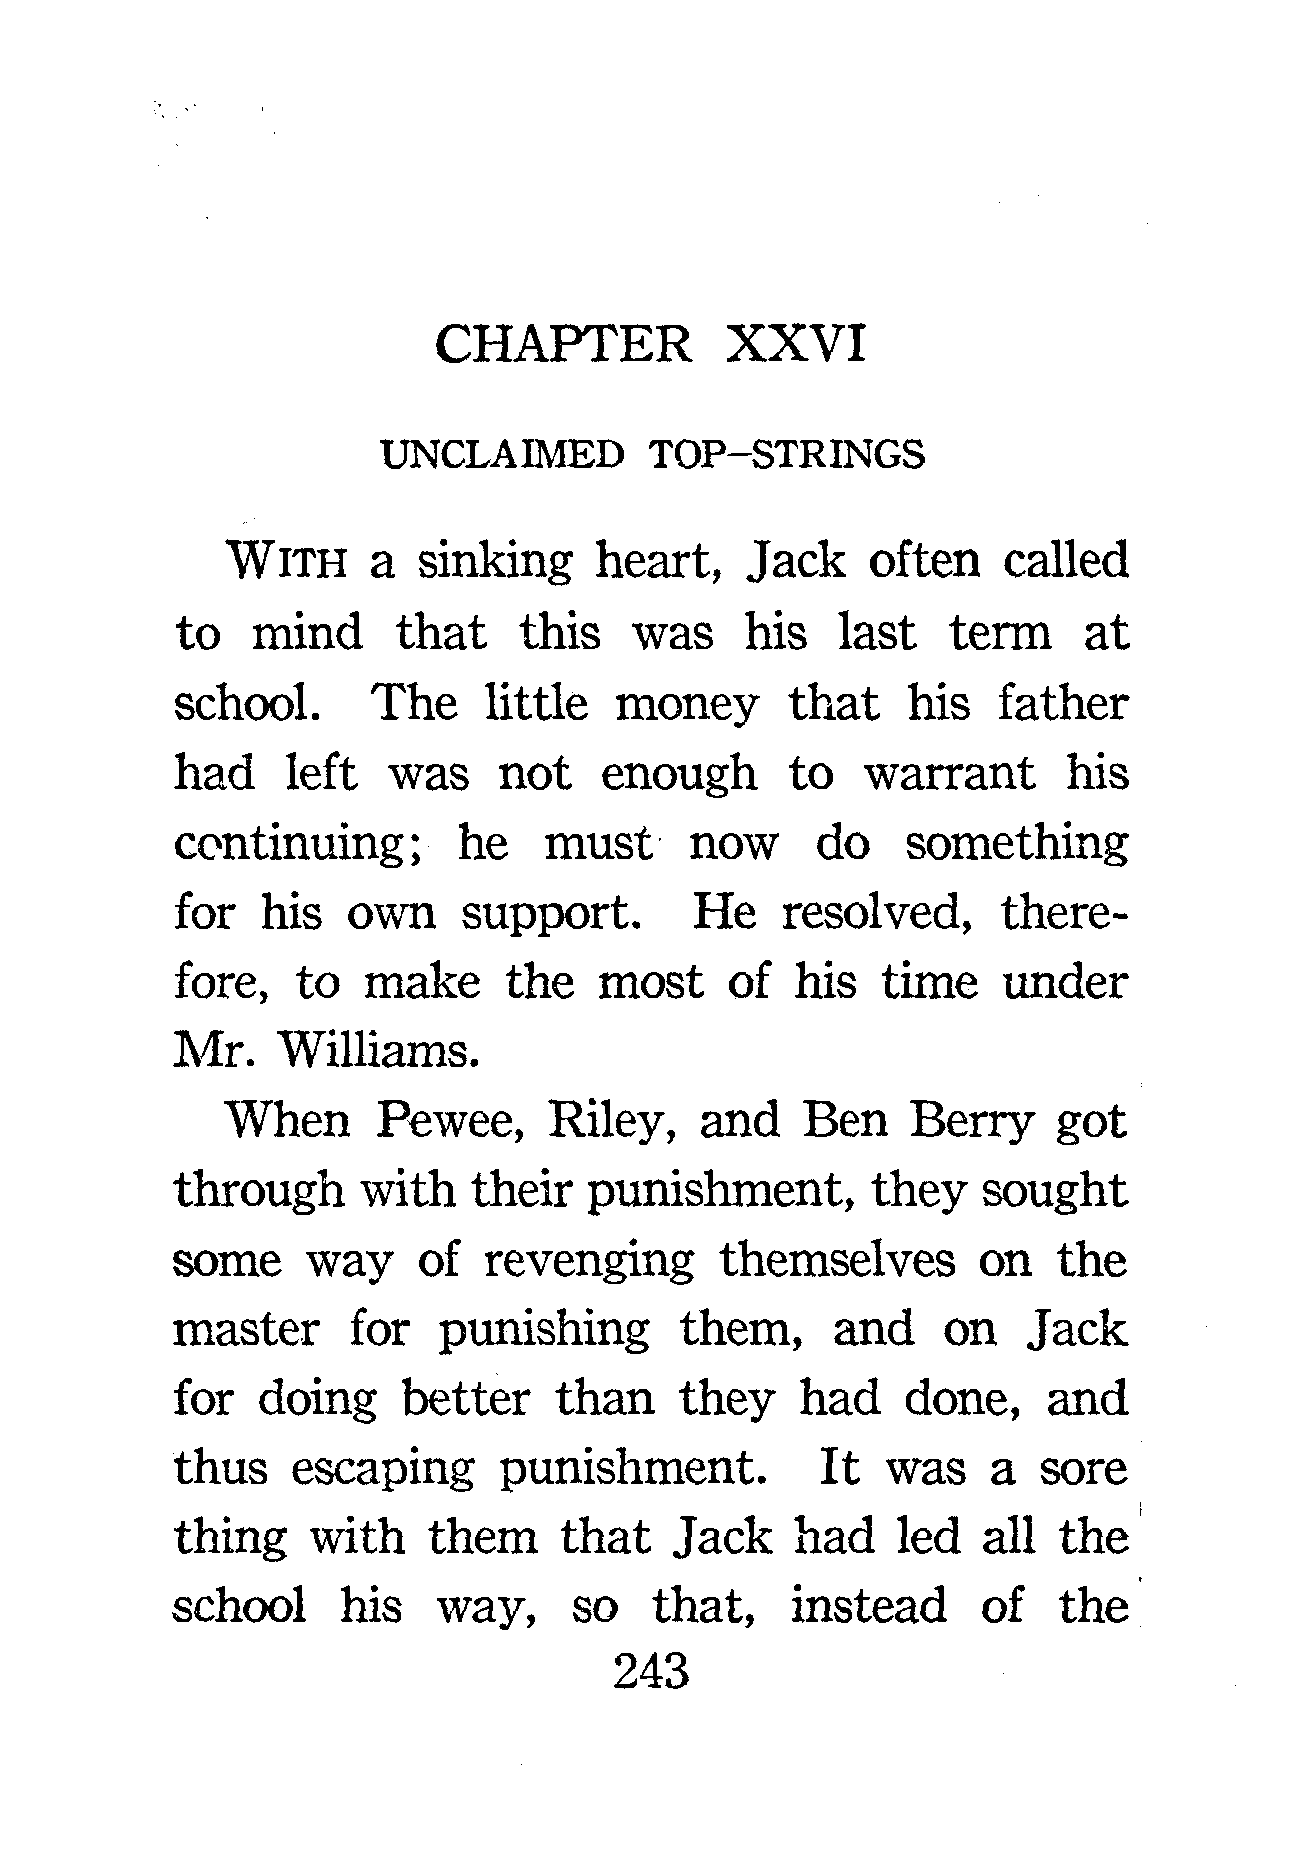 CHAPTER XXVI
UNCLAIMED TOP-STRINGS
WITH a sinking heart, Jack often called
to mind that this was his last term at
school. The little money that his father
had left was not enough to warrant his
continuing; he must now do something
for his own support. He resolved, there-
fore, to make the most of his time under
Mr. Williams.
When Pewee, Riley, and Ben Berry got
through with their punishment, they sought
some way of revenging themselves on the
master for punishing them, and on Jack
for doing better than they had done, and
thus escaping punishment. It was a sore
thing with them that Jack had led all the
school his way, so that, instead of the
243